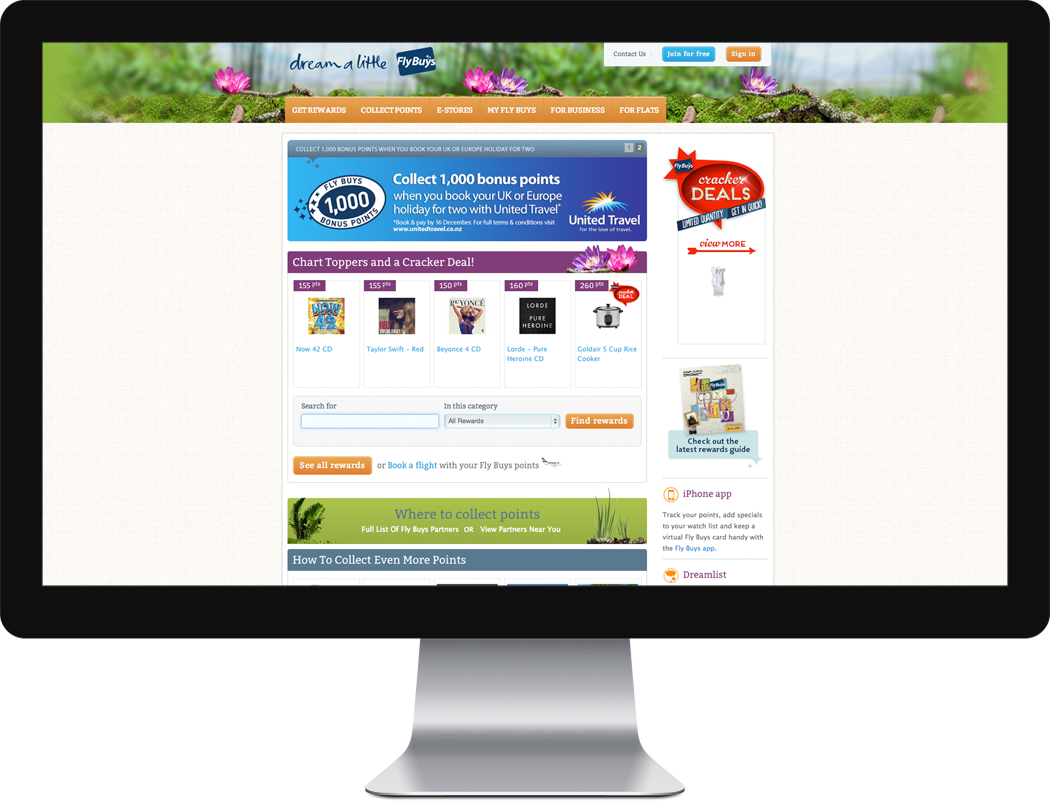 dream a little
Fly Buys
Contact Us
Join for free
Sign in
GET REWARDS
COLLECT POINTS
E-STORES
MY FLY BUYS
FOR BUSINESS
FOR FLATS
COLLECT 1,000 BONUS POINTS WHEN YOU BOOK YOUR UK OR EUROPE HOLIDAY FOR TWO
1
2
FLY BUYS
1,000
BONUS POINTS
Collect 1,000 bonus points
when you book your UK or Europe
holiday for two with United Travel*
*Book & pay by 16 December. For full terms & conditions visit
www.unitedtravel.co.nz
United Travel
For the love of travel.
Chart Toppers and a Cracker Deal!
155 pts
155 pts
150 pts
160 pts
260 pts
cracker
DEAL
NOW
42
BEYONCÉ
LORDE
PURE
HEROINE
Now 42 CD
Taylor Swift - Red
Beyonce 4 CD
Lorde - Pure
Heroine CD
Goldair 5 Cup Rice
Cooker
Search for
In this category
All Rewards
Find rewards
See all rewards
or Book a flight with your Fly Buys points
Where to collect points
Full List Of Fly Buys Partners OR View Partners Near You
How To Collect Even More Points
Fly Buys
cracker
DEALS
LIMITED QUANTITY GET IN QUICK!
view MORE
Fly Buys
Check out the
latest rewards guide
iPhone app
Track your points, add specials
to your watch list and keep a
virtual Fly Buys card handy with
the Fly Buys app.
Dreamlist